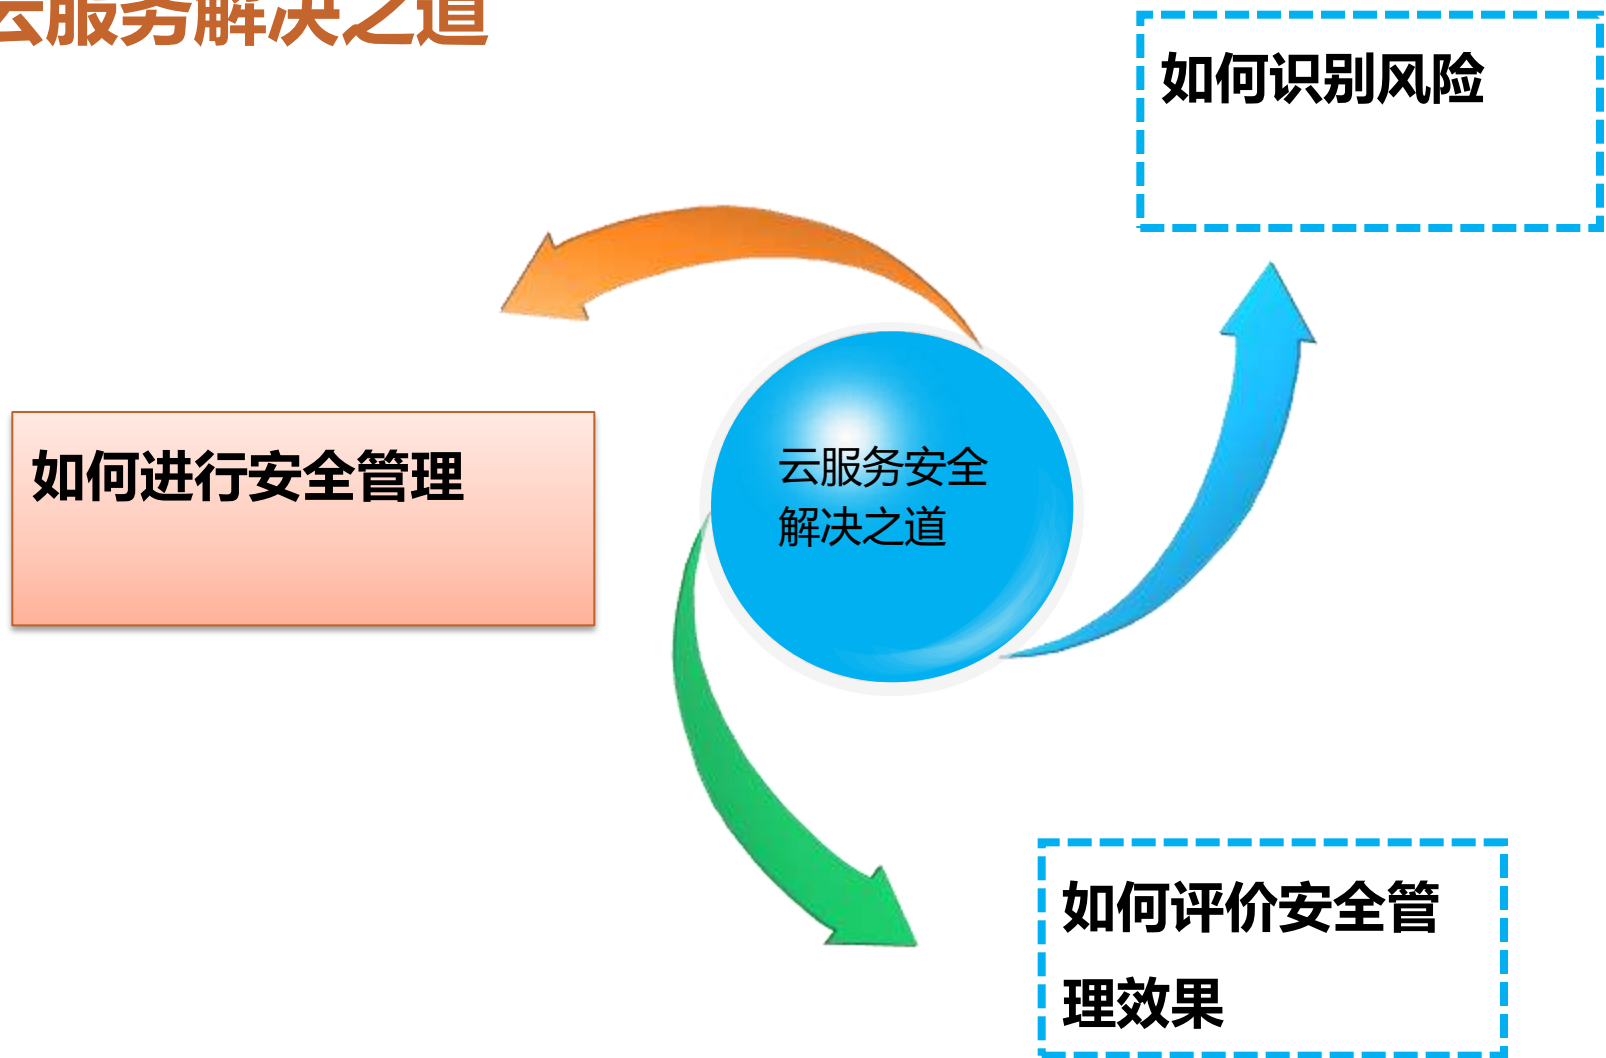 云服务解决之道
如何识别风险
如何进行安全管理
云服务安全
解决之道
如何评价安全管
理效果